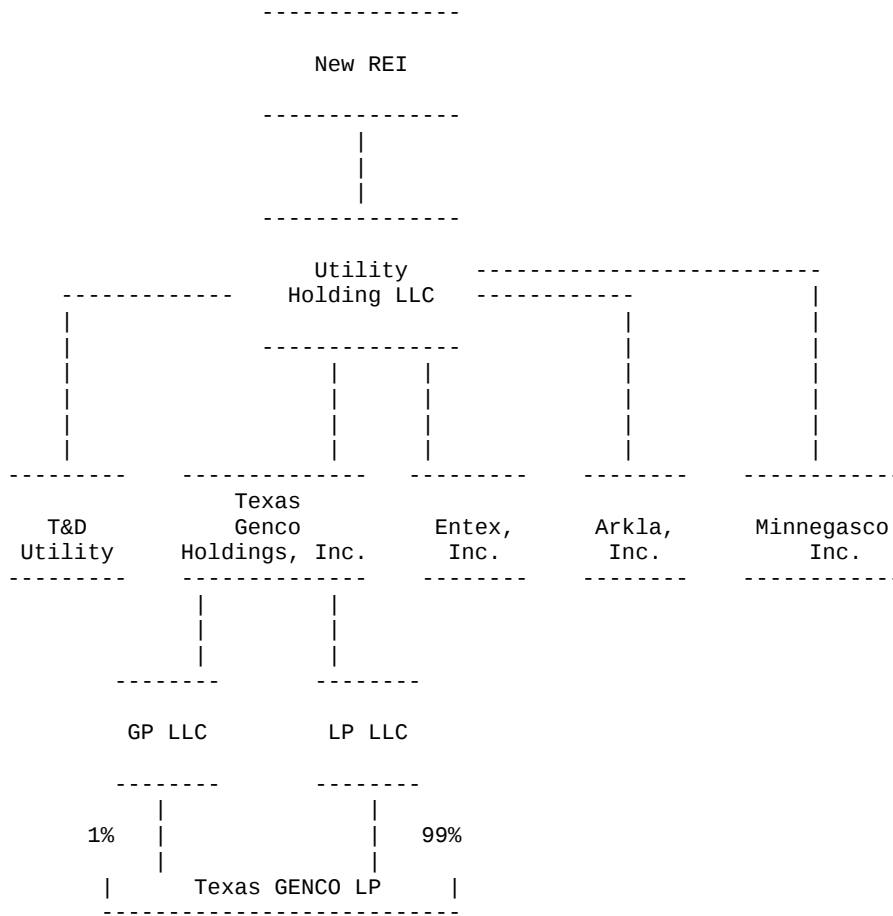 New REI
Utility
Holding LLC
Texas
T&D Genco Entex, Arkla, Minnegasco
Utility Holdings, Inc. Inc. Inc. Inc.
GP LLC LP LLC
1% 99%
Texas GENCO LP